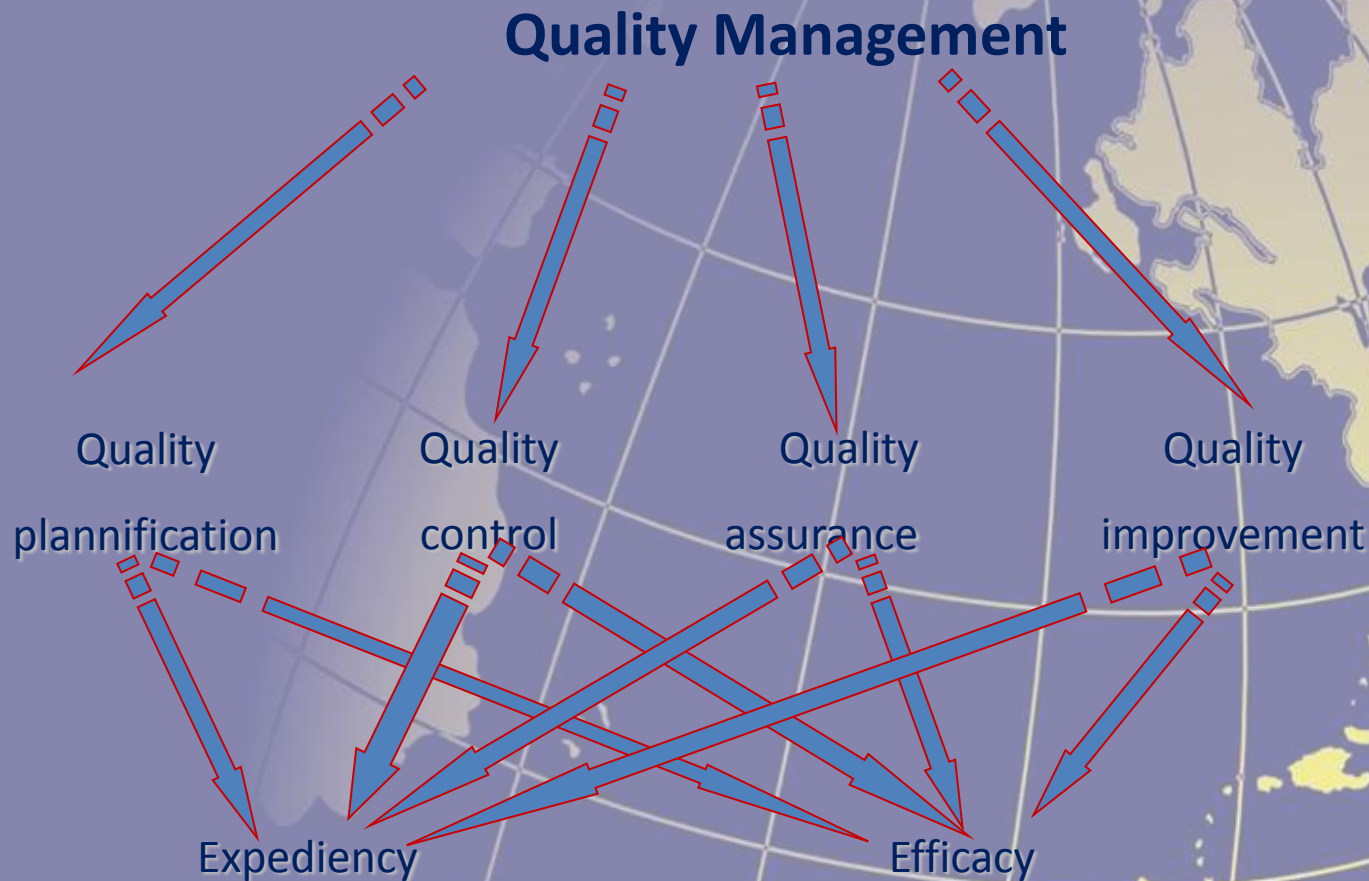 Quality Management
Quality
plannification
Quality
control
Quality
assurance
Quality
improvement
Expediency
Efficacy